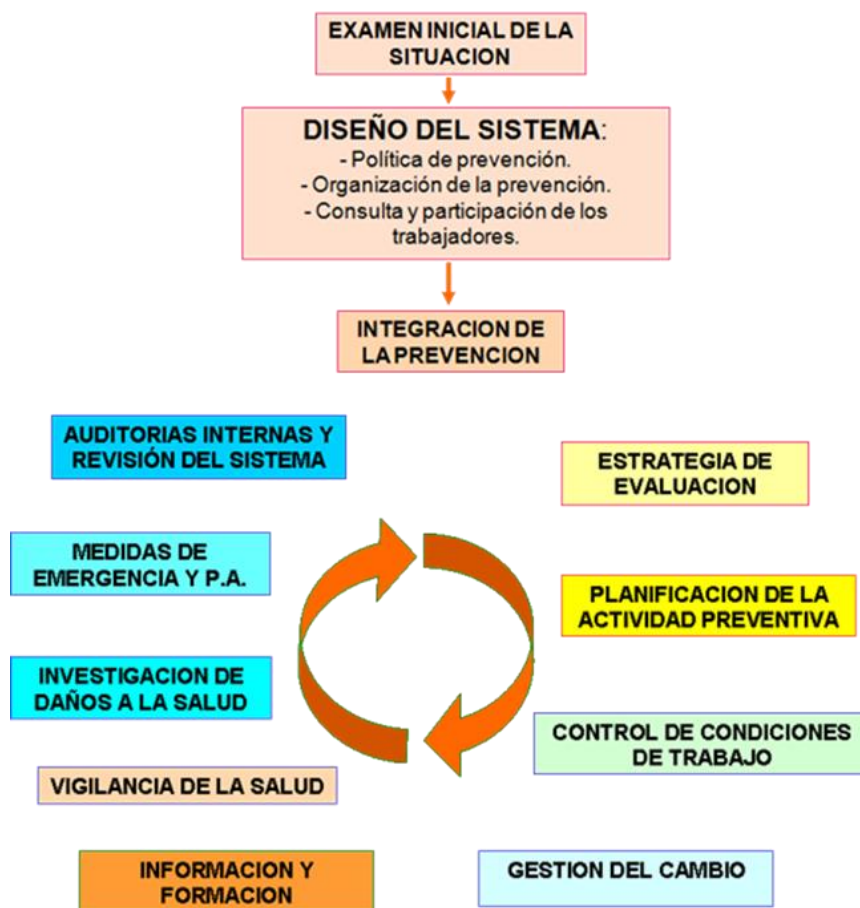 EXAMEN INICIAL DE LA
SITUACION
DISEÑO DEL SISTEMA:
- Política de prevención.
- Organización de la prevención.
- Consulta y participación de los
trabajadores.
INTEGRACION DE
LA PREVENCION
AUDITORIAS INTERNAS Y
REVISIÓN DEL SISTEMA
ESTRATEGIA DE
EVALUACION
MEDIDAS DE
EMERGENCIA Y P.A.
PLANIFICACION DE LA
ACTIVIDAD PREVENTIVA
INVESTIGACION DE
DAÑOS A LA SALUD
CONTROL DE CONDICIONES
DE TRABAJO
VIGILANCIA DE LA SALUD
INFORMACION Y
FORMACION
GESTION DEL CAMBIO